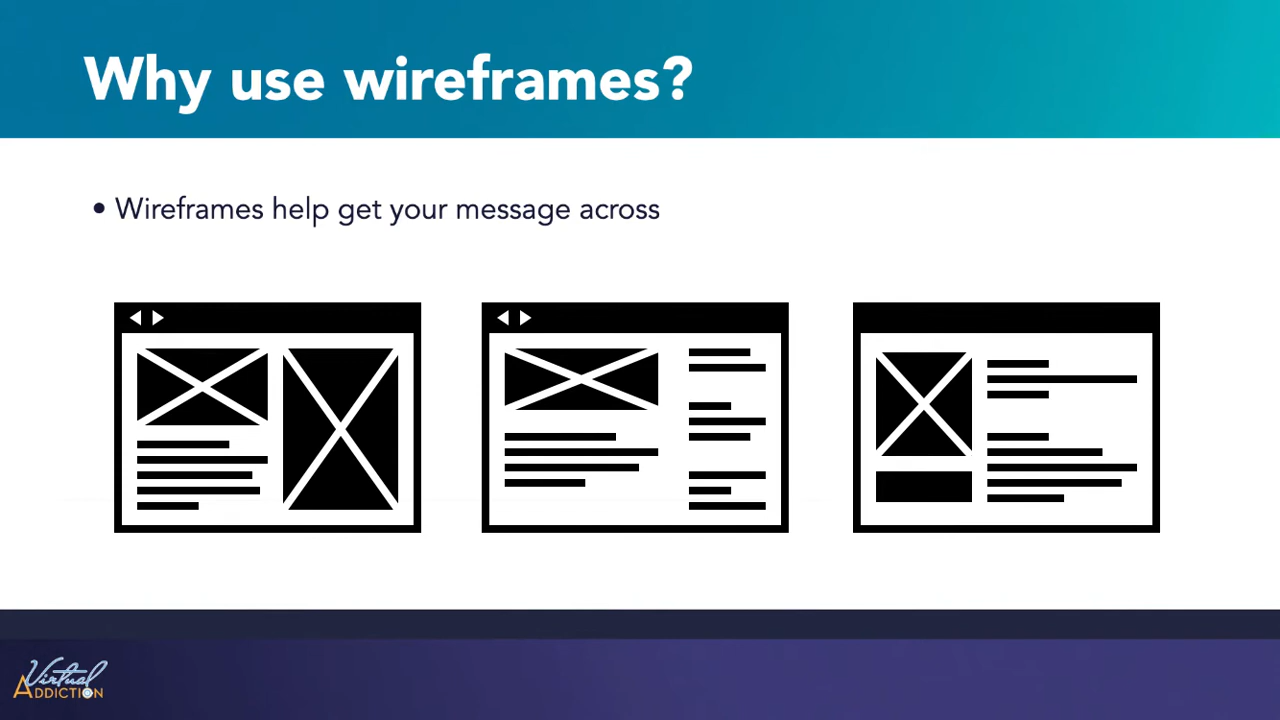 Why use wireframes?
• Wireframes help get your message across
Virtual
ADDICTION